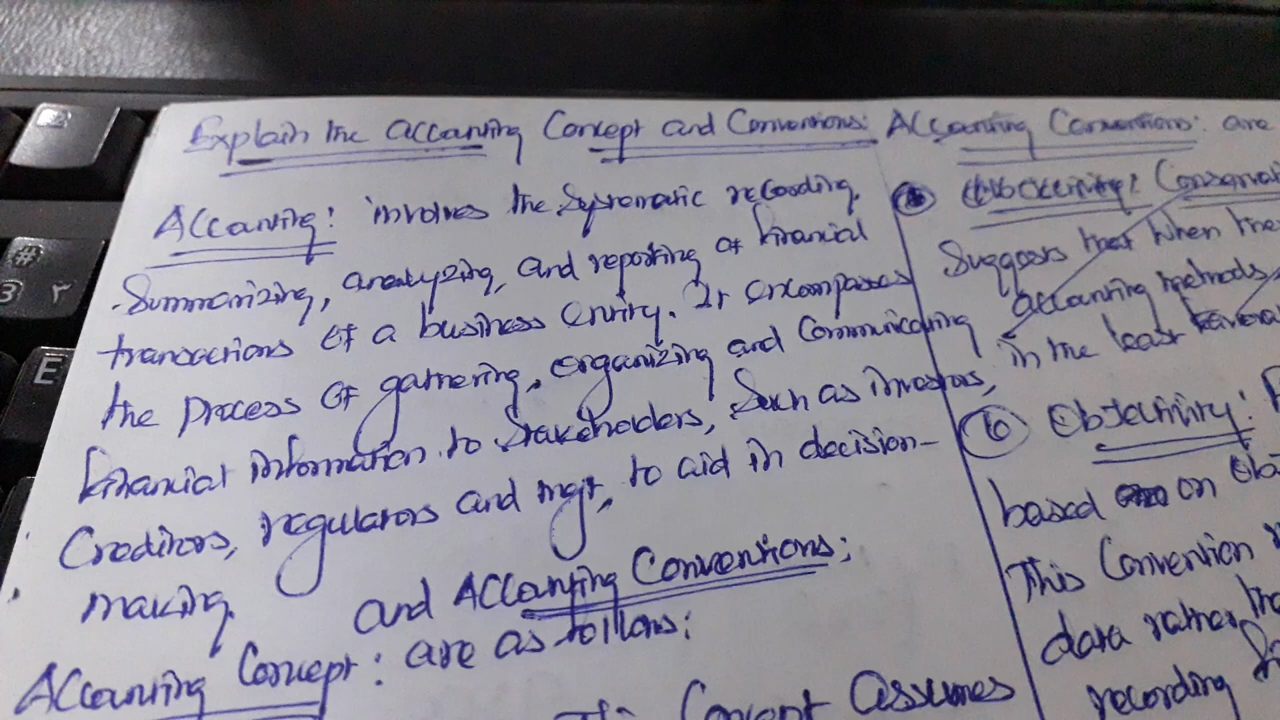 Explain the accounting Concept and Conventions:
Accounting: involves the Systematic recording,
Summarizing, analyzing, and reporting of financial
transactions of a business entity. It encompasses
the process of gathering, organizing and communicating
financial information to Stakeholders, Such as investors,
Creditors, regulators and mgt, to aid in decision-
making.
and Accounting Conventions:
Accounting Concept: are as follows:
Concept assumes
Accounting Conventions: are
Suggests that when the
accounting methods
in the least
b Objectivity:
based on
This Convention
data rather
recording
E
#
3 ٣